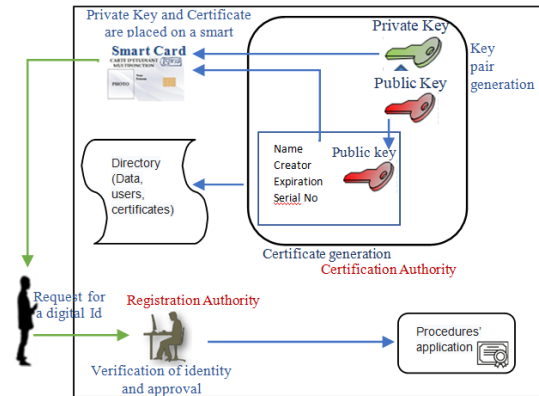 Private Key and Certificate
are placed on a smart
Smart Card
CARTE D'ETUDIANT
MULTIFONCTION
PHOTO
Private Key
Key
pair
generation
Public Key
Public key
Name
Creator
Expiration
Serial No
Directory
(Data,
users,
certificates)
Certificate generation
Certification Authority
Request for
a digital Id
Registration Authority
Verification of identity
and approval
Procedures'
application